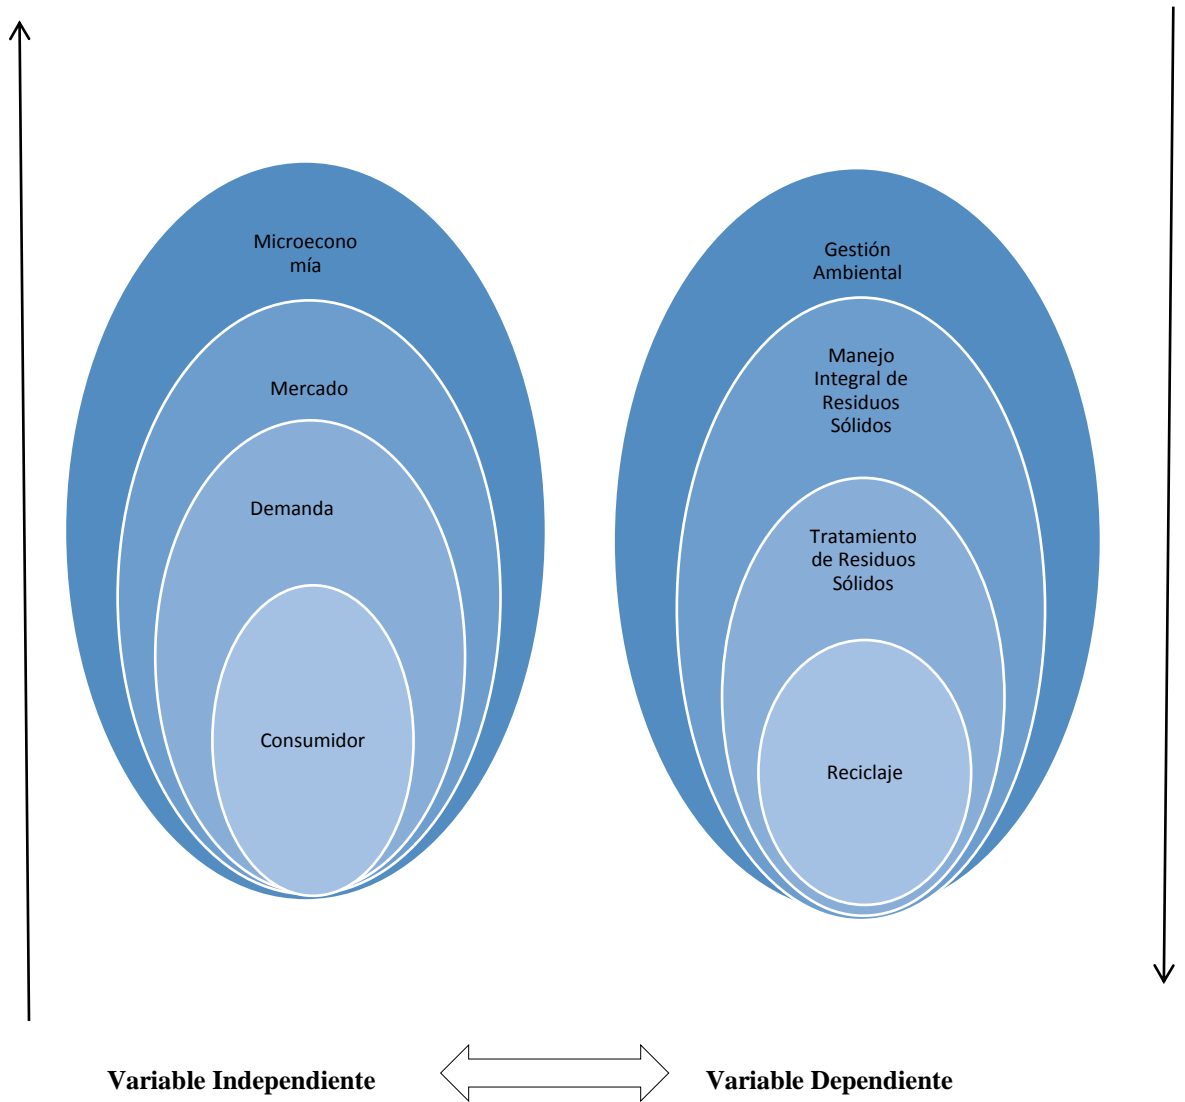 Microecono
mía
Mercado
Demanda
Consumidor
Gestión
Ambiental
Manejo
Integral de
Residuos
Sólidos
Tratamiento
de Residuos
Sólidos
Reciclaje
Variable Independiente
Variable Dependiente